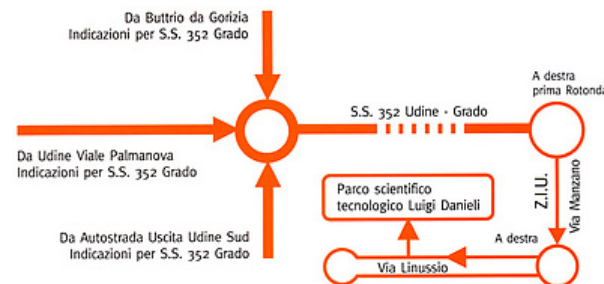 Da Buttrio da Gorizia
Indicazioni per S.S. 352 Grado
A destra
prima Rotonda
S.S. 352 Udine - Grado
Da Udine Viale Palmanova
Indicazioni per S.S. 352 Grado
Z.I.U.
Via Manzano
Parco scientifico
tecnologico Luigi Danieli
Da Autostrada Uscita Udine Sud
Indicazioni per S.S. 352 Grado
A destra
Via Linussio